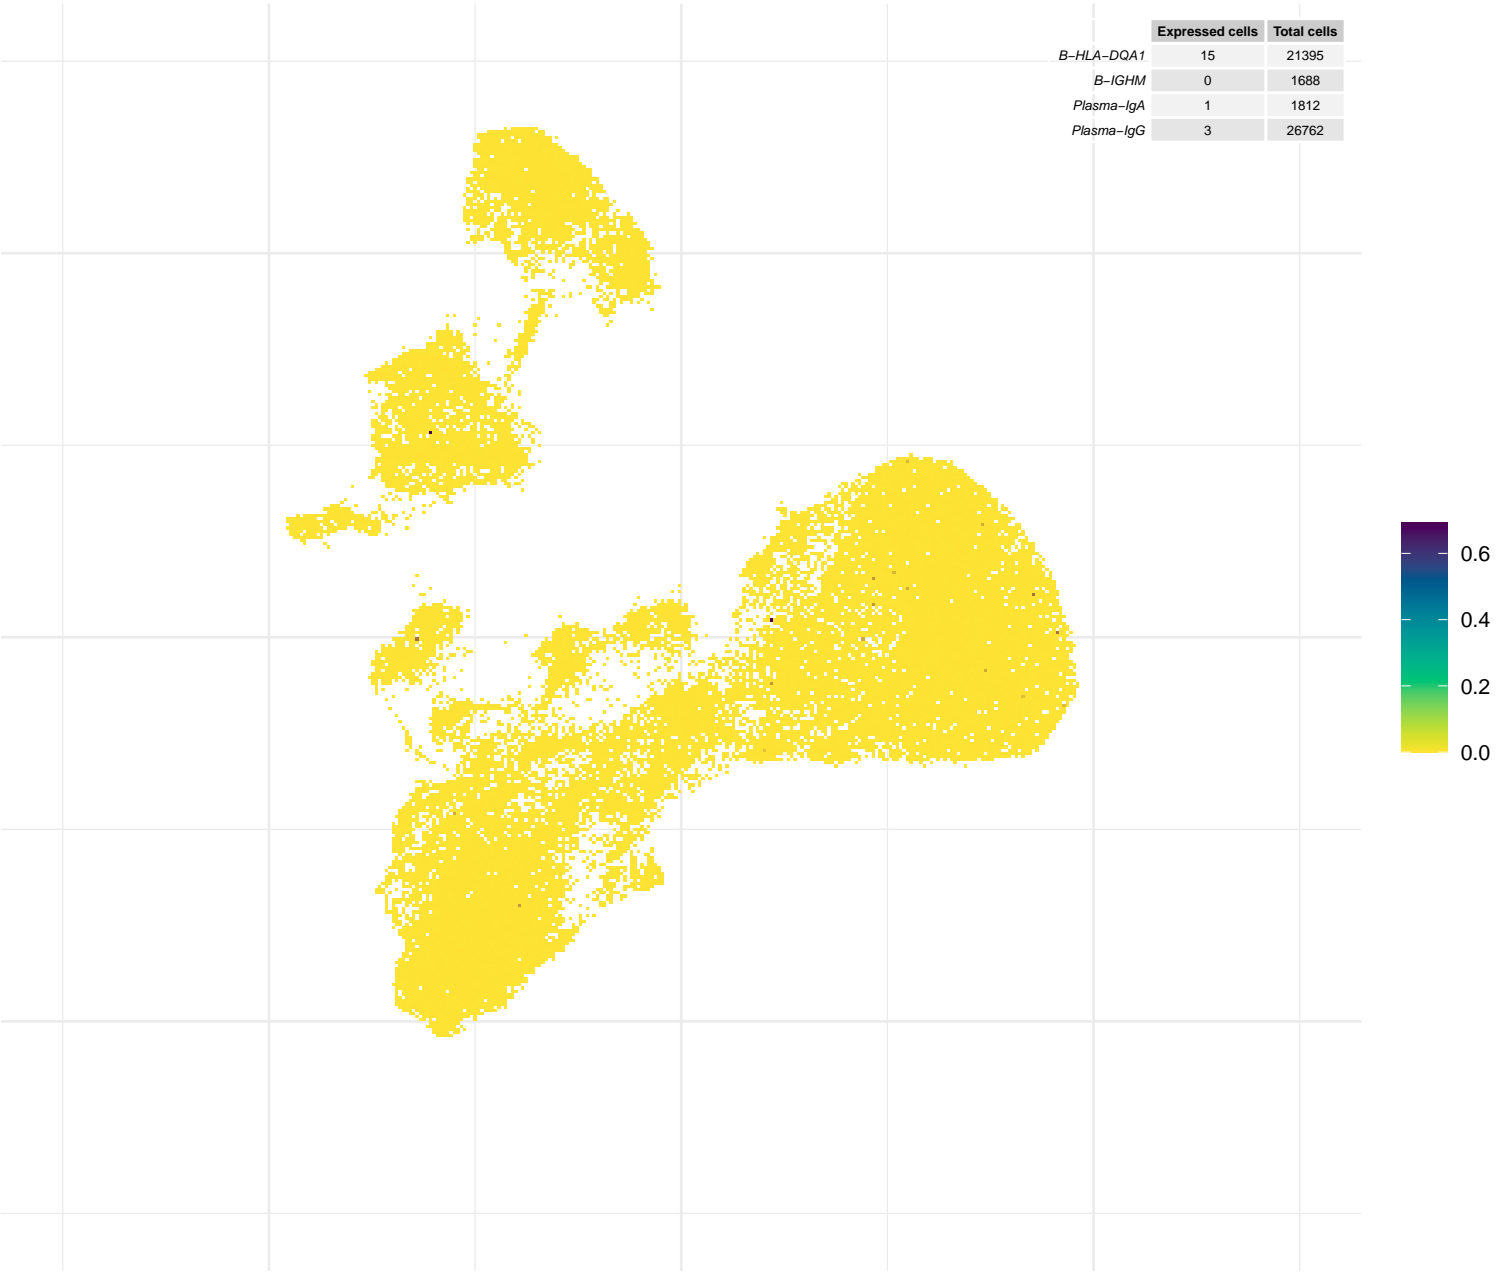 Expressed cells Total cells
B−HLA−DQA1 15 21395
B−IGHM 0 1688
Plasma−IgA 1 1812
Plasma−IgG 3 26762
0.6
0.4
0.2
0.0